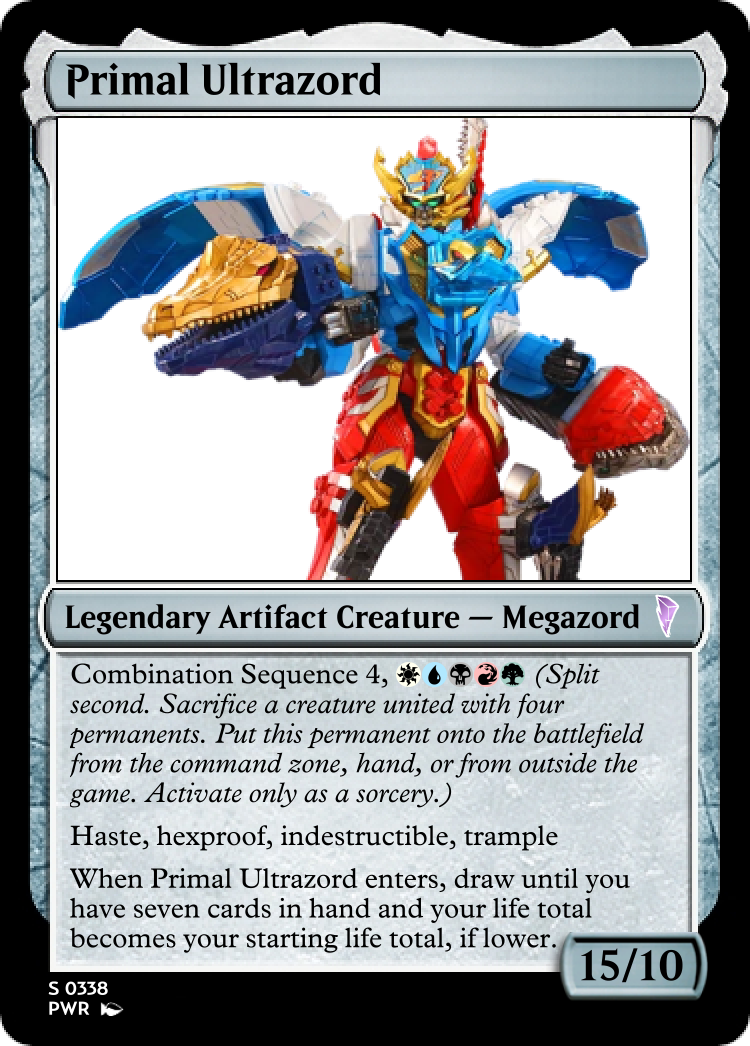 Primal Ultrazord
Legendary Artifact Creature — Megazord
Combination Sequence 4, (Split
second. Sacrifice a creature united with four
permanents. Put this permanent onto the battlefield
from the command zone, hand, or from outside the
game. Activate only as a sorcery.)
Haste, hexproof, indestructible, trample
When Primal Ultrazord enters, draw until you
have seven cards in hand and your life total
becomes your starting life total, if lower.
15/10
S 0338
PWR